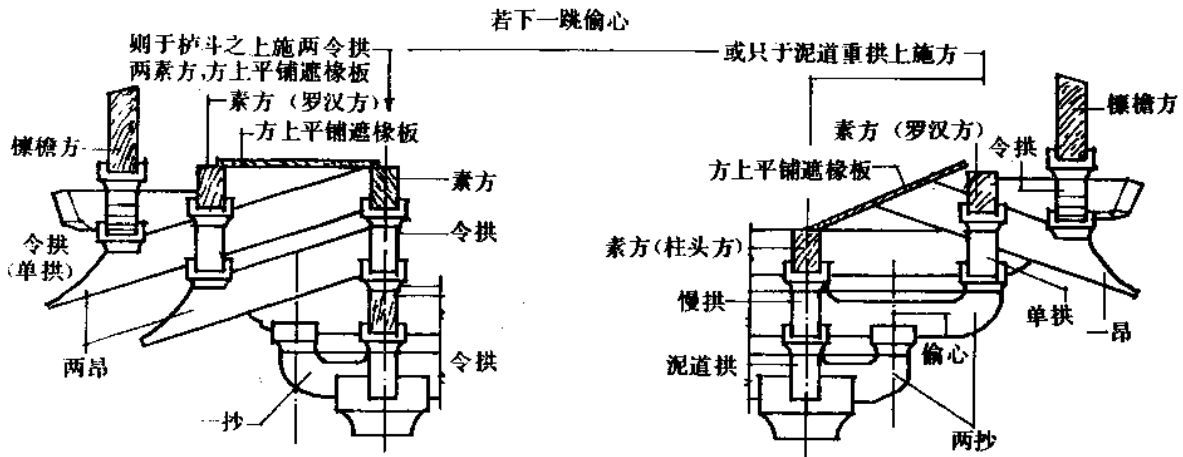 若下一跳偷心
则于栌斗之上施两令拱
两素方,方上平铺遮椽板
素方（罗汉方）
方上平铺遮椽板
橑檐方
素方
令拱
令拱
(单拱)
两昂
令拱
一抄
或只于泥道重拱上施方
橑檐方
素方（罗汉方）
令拱
方上平铺遮椽板
素方(柱头方)
慢拱
单拱
昂
泥道拱
偷心
两抄